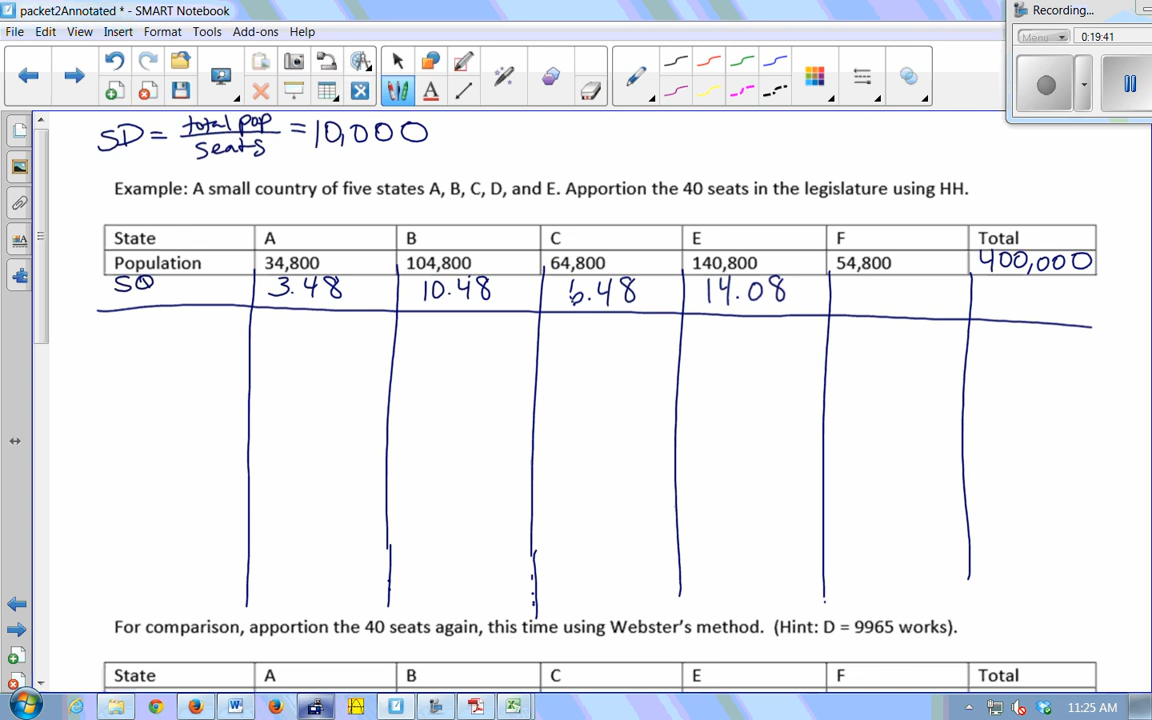 packet2Annotated * - SMART Notebook
Recording...
File Edit View Insert Format Tools Add-ons Help
Menu 0:19:41
SD = total pop / seats = 10,000
Example: A small country of five states A, B, C, D, and E. Apportion the 40 seats in the legislature using HH.
State A B C E F Total
Population 34,800 104,800 64,800 140,800 54,800 400,000
SQ 3.48 10.48 6.48 14.08
For comparison, apportion the 40 seats again, this time using Webster's method. (Hint: D = 9965 works).
State A B C E F Total
11:25 AM